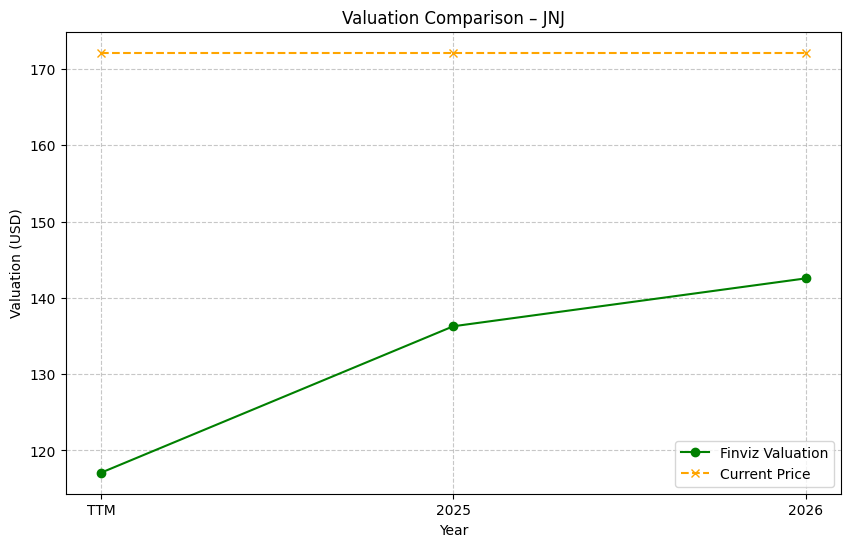 Valuation Comparison – JNJ
Valuation (USD)
170
160
150
140
130
120
TTM
2025
2026
Year
Finviz Valuation
Current Price